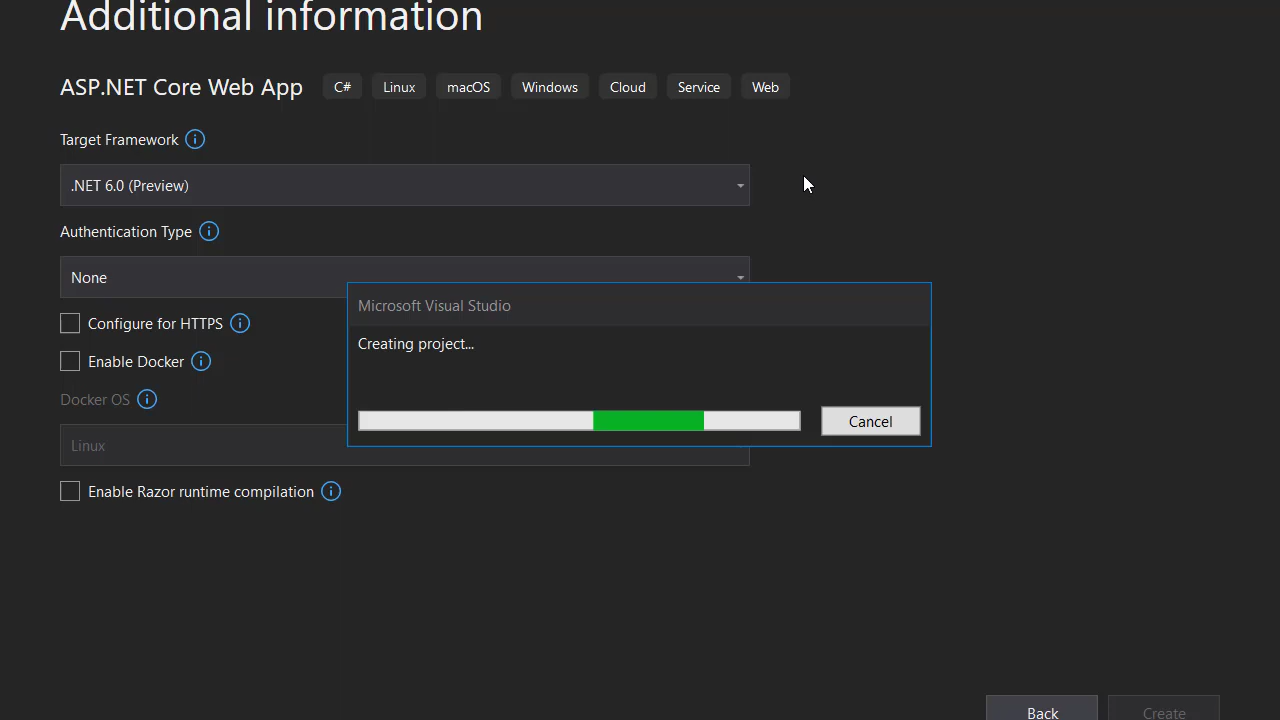 Additional information
ASP.NET Core Web App C# Linux macOS Windows Cloud Service Web
Target Framework
.NET 6.0 (Preview)
Authentication Type
None
Microsoft Visual Studio
Configure for HTTPS
Creating project...
Enable Docker
Docker OS
Cancel
Linux
Enable Razor runtime compilation
Back Create